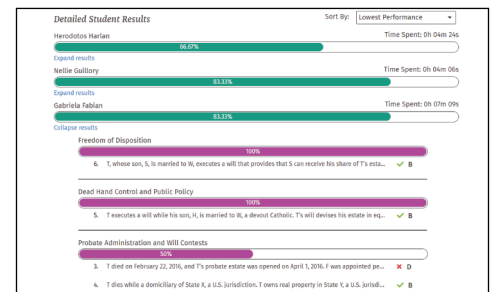 Detailed Student Results
Sort By: Lowest Performance
Herodotos Harlan Time Spent: 0h 04m 24s
66.67%
Expand results
Nellie Guillory Time Spent: 0h 04m 06s
83.33%
Expand results
Gabriela Fabian Time Spent: 0h 07m 09s
83.33%
Collapse results
Freedom of Disposition
100%
6. T, whose son, S, is married to W, executes a will that provides that S can receive his share of T's esta... B
Dead Hand Control and Public Policy
100%
5. T executes a will while his son, H, is married to W, a devout Catholic. T's will devises his estate in eq... B
Probate Administration and Will Contests
50%
3. T died on February 22, 2016, and T's probate estate was opened on April 1, 2016. F was appointed pe... D
4. T dies while a domiciliary of State X, a U.S. jurisdiction. T owns real property in State Y, a U.S. jurisdi... B